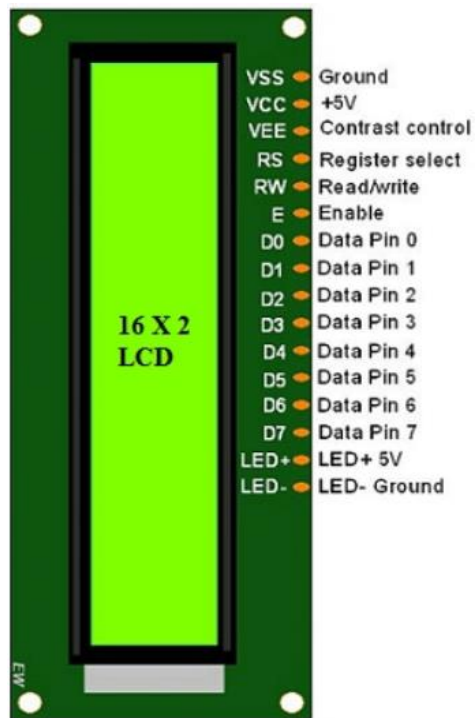 VSS Ground
VCC +5V
VEE Contrast control
RS Register select
RW Read/write
E Enable
D0 Data Pin 0
D1 Data Pin 1
D2 Data Pin 2
D3 Data Pin 3
D4 Data Pin 4
D5 Data Pin 5
D6 Data Pin 6
D7 Data Pin 7
LED+ LED+ 5V
LED- LED- Ground
16 X 2
LCD
EW